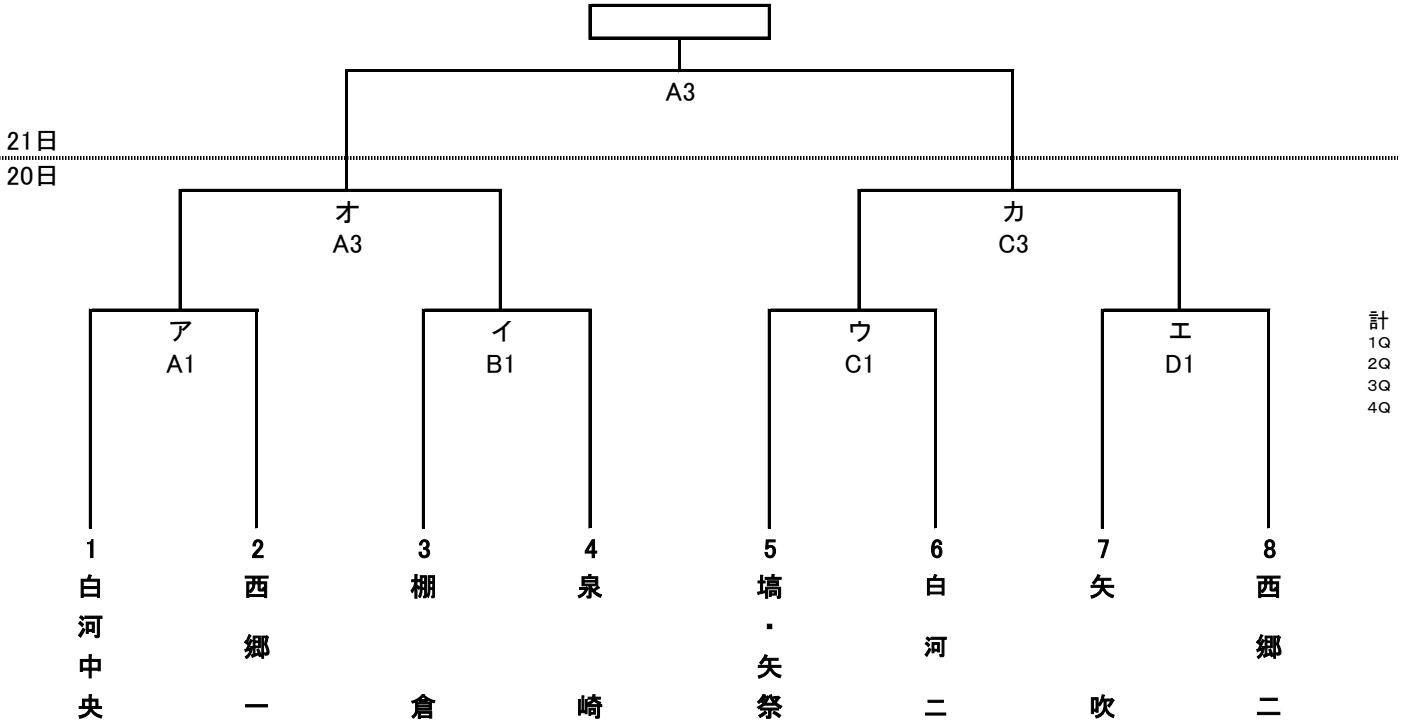 A3
21日
20日
オ
A3
カ
C3
ア
A1
イ
B1
ウ
C1
エ
D1
計
1Q
2Q
3Q
4Q
1
白河中央
2
西郷一
3
棚倉
4
泉崎
5
塙・矢祭
6
白河二
7
矢吹
8
西郷二